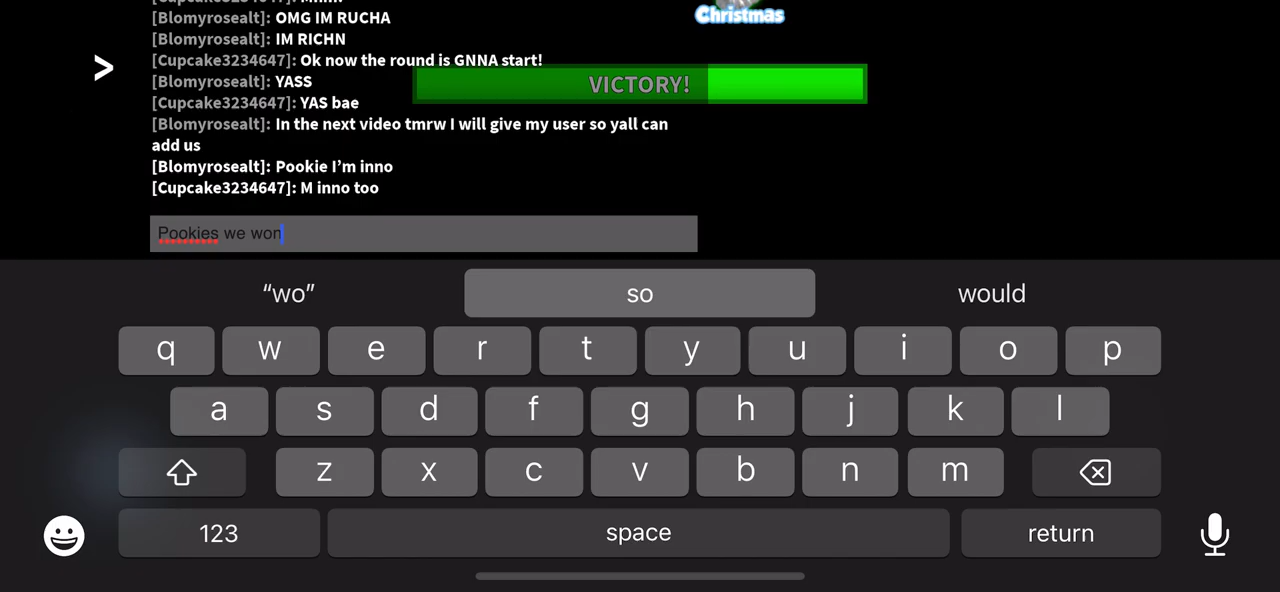 Christmas
[Blomyrosealt]: OMG IM RUCHA
[Blomyrosealt]: IM RICHN
[Cupcake3234647]: Ok now the round is GNNA start!
[Blomyrosealt]: YASS
VICTORY!
[Cupcake3234647]: YAS bae
[Blomyrosealt]: In the next video tmrw I will give my user so yall can
add us
[Blomyrosealt]: Pookie I’m inno
[Cupcake3234647]: M inno too
Pookies we won
“wo” so would
q w e r t y u i o p
a s d f g h j k l
z x c v b n m
123 space return